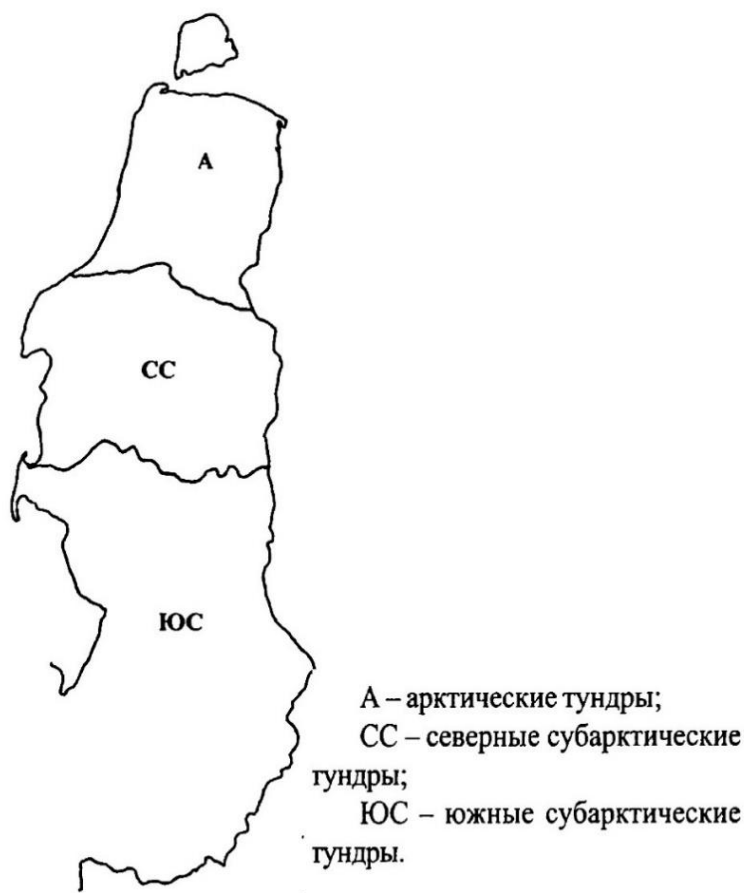 А
СС
ЮС
А – арктические тундры;
СС – северные субарктические
тундры;
ЮС – южные субарктические
тундры.